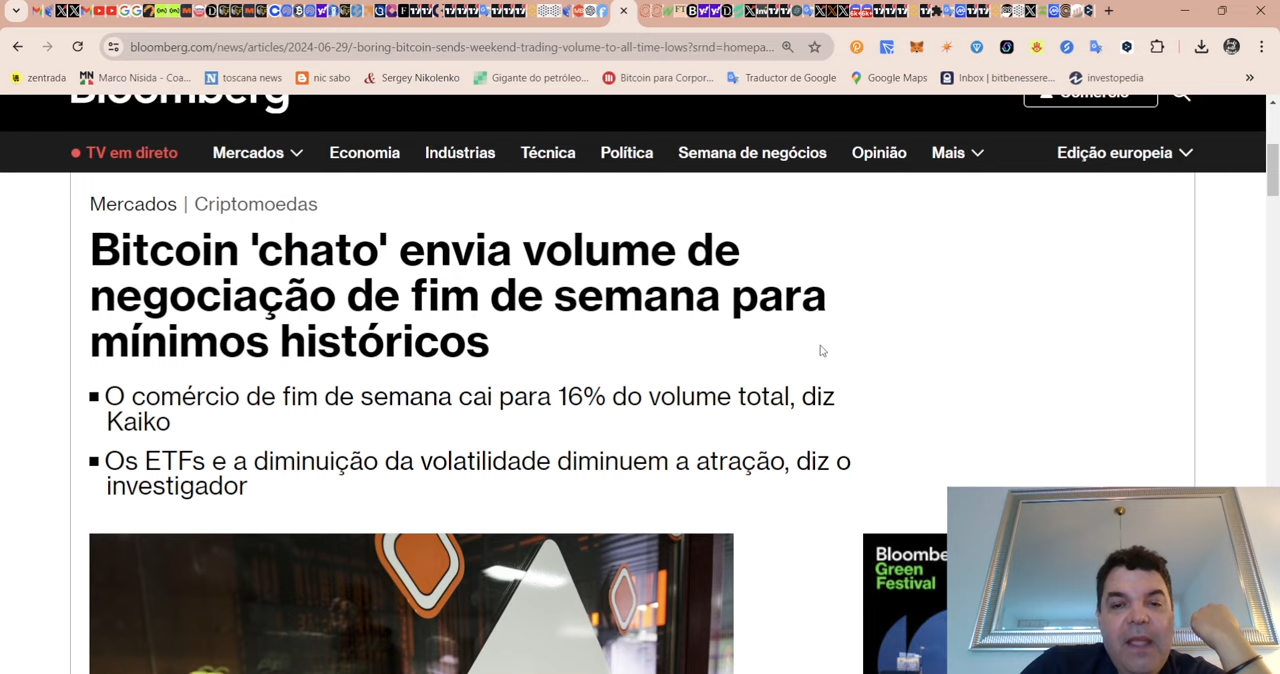 bloomberg.com/news/articles/2024-06-29/-boring-bitcoin-sends-weekend-trading-volume-to-all-time-lows?srnd=homepa...
zentrada
Marco Nisida - Coa...
toscana news
nic sabo
Sergey Nikolenko
Gigante do petróleo...
Bitcoin para Corpor...
Traductor de Google
Google Maps
Inbox | bitbenessere...
investopedia
Bloomberg
Comércio
TV em direto
Mercados
Economia
Indústrias
Técnica
Política
Semana de negócios
Opinião
Mais
Edição europeia
Mercados | Criptomoedas
Bitcoin 'chato' envia volume de
negociação de fim de semana para
mínimos históricos
O comércio de fim de semana cai para 16% do volume total, diz
Kaiko
Os ETFs e a diminuição da volatilidade diminuem a atração, diz o
investigador
Bloombe
Green
Festival